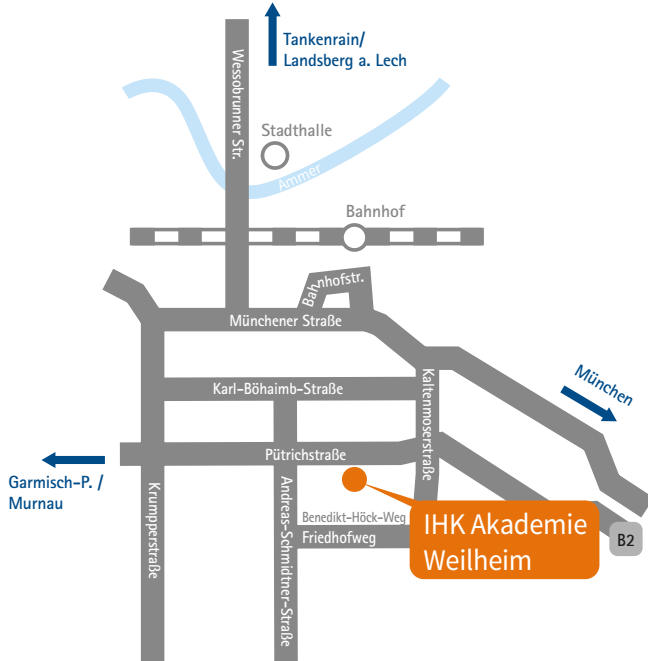 Tankenrain/
Landsberg a. Lech
Wessobrunner Str.
Stadthalle
Ammer
Bahnhof
Bahnhofstr.
Münchener Straße
München
Karl-Böhaimb-Straße
Kaltenmoserstraße
Pütrichstraße
Garmisch-P. /
Murnau
Krumpperstraße
Andreas-Schmidtner-Straße
Benedikt-Höck-Weg
Friedhofweg
IHK Akademie
Weilheim
B2